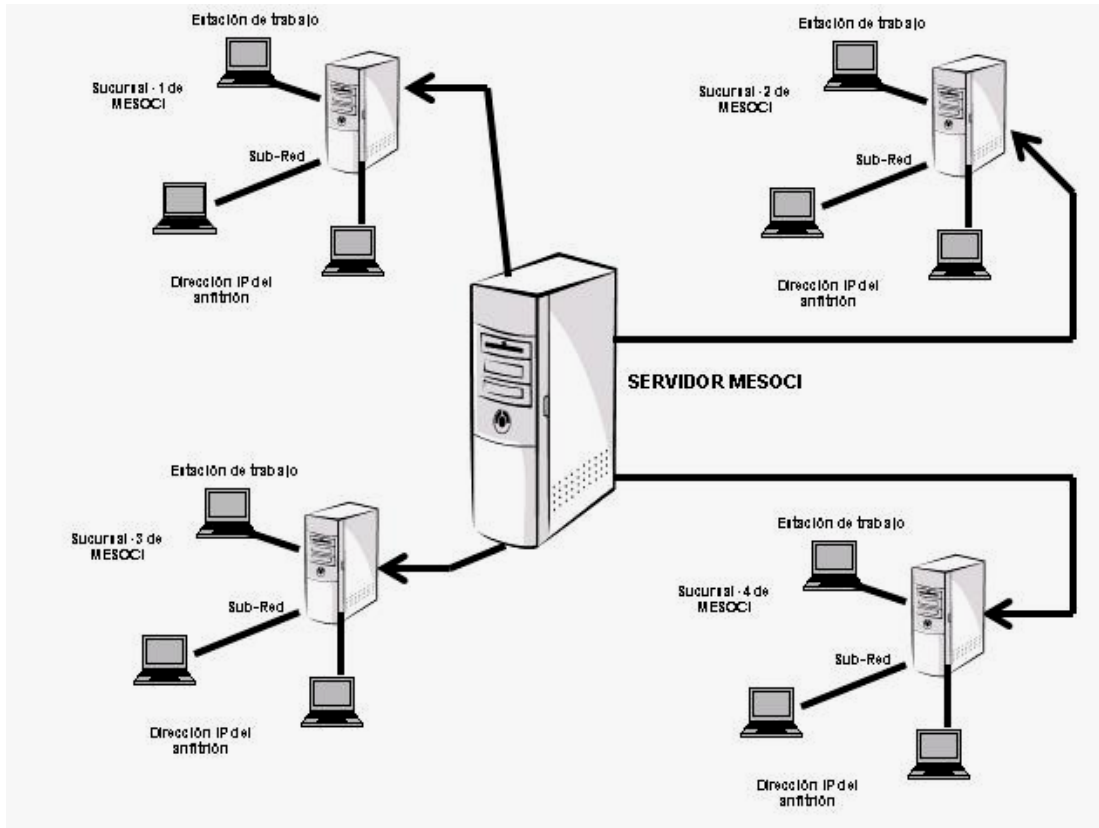 Estación de trabajo
Sucursal -1 de
MESOCI
Sub-Red
Dirección IP del
anfitrión
Estación de trabajo
Sucursal -2 de
MESOCI
Sub-Red
Dirección IP del
anfitrión
SERVIDOR MESOCI
Estación de trabajo
Sucursal -3 de
MESOCI
Sub-Red
Dirección IP del
anfitrión
Estación de trabajo
Sucursal -4 de
MESOCI
Sub-Red
Dirección IP del
anfitrión